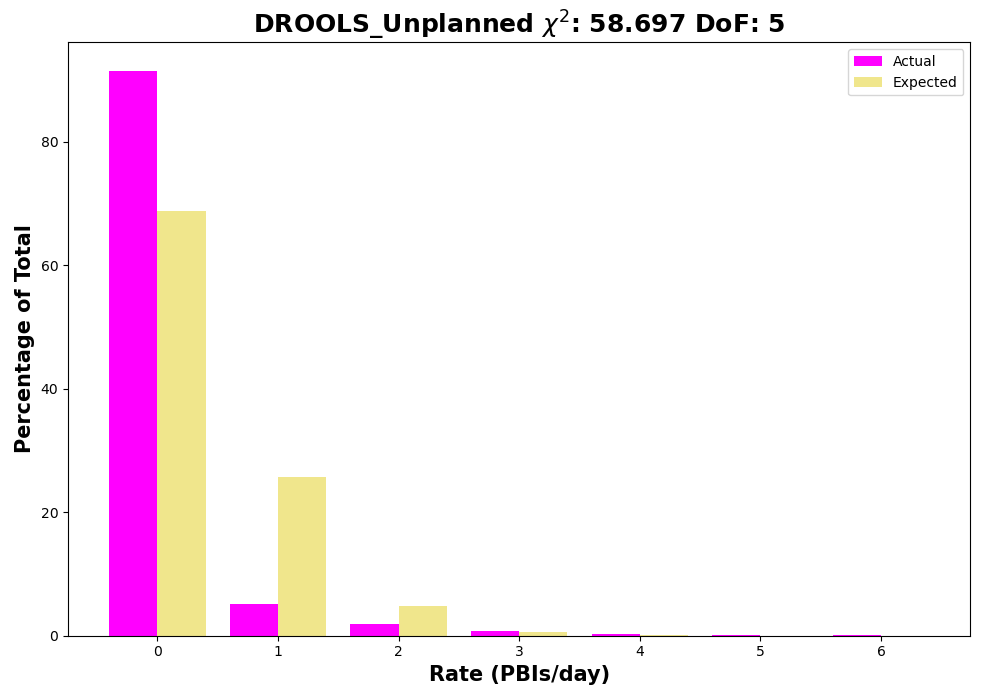 DROOLS_Unplanned χ²: 58.697 DoF: 5
Actual
Expected
Percentage of Total
80
60
40
20
0
0 1 2 3 4 5 6
Rate (PBIs/day)